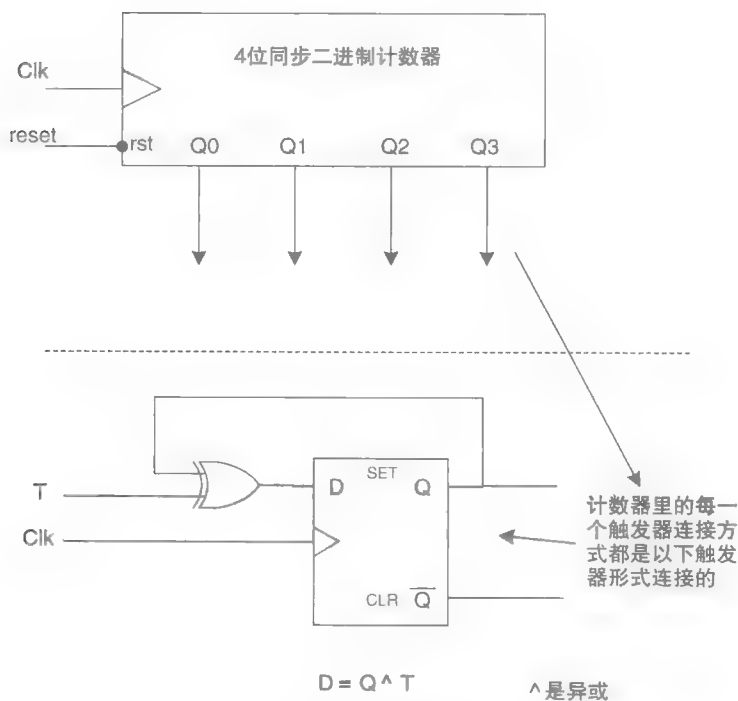 4位同步二进制计数器
Clk
reset
rst Q0 Q1 Q2 Q3
SET
T
D Q
Clk
CLR Q̅
计数器里的每一
个触发器连接方
式都是以下触发
器形式连接的
D = Q ^ T
^是异或